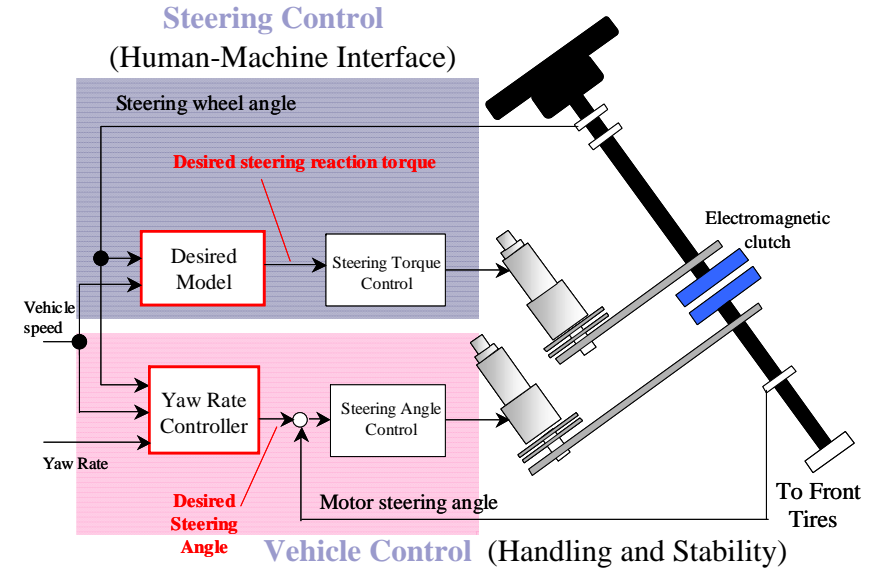 Steering Control
(Human-Machine Interface)
Steering wheel angle
Desired steering reaction torque
Electromagnetic
clutch
Desired
Model
Steering Torque
Control
Vehicle
speed
Yaw Rate
Controller
Steering Angle
Control
Yaw Rate
Desired
Steering
Angle
Motor steering angle
To Front
Tires
Vehicle Control (Handling and Stability)